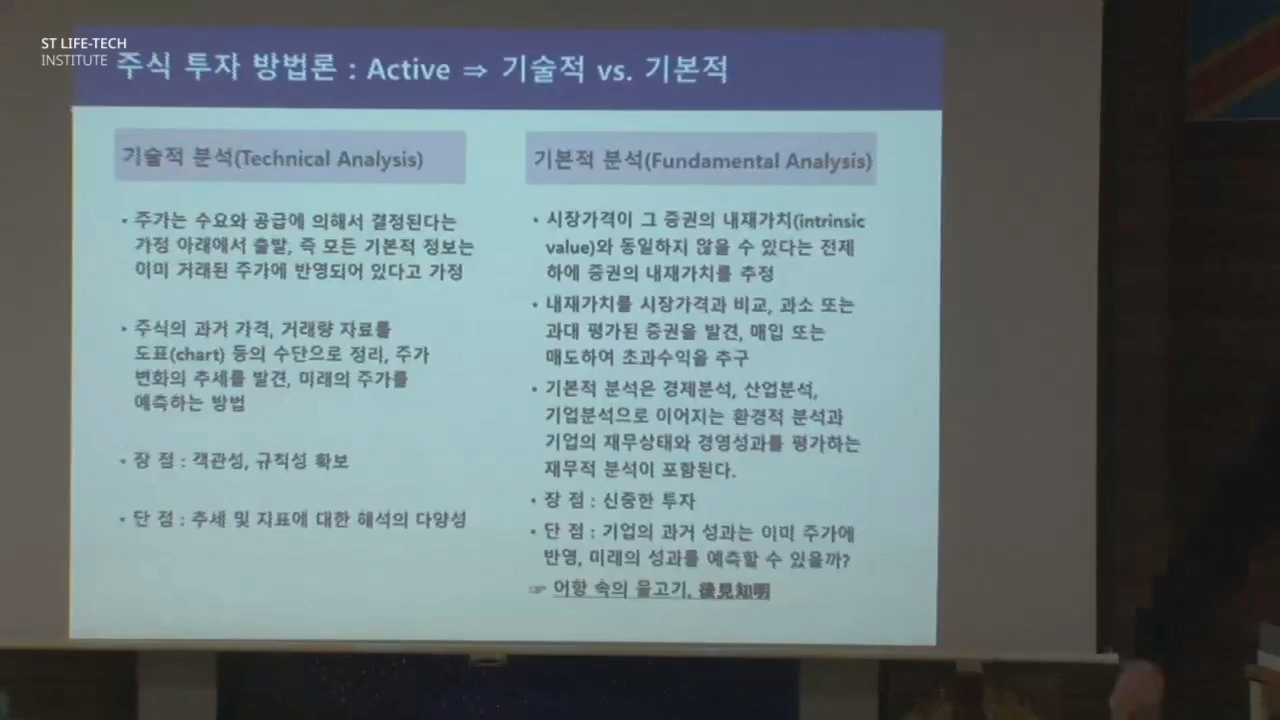 ST LIFE-TECH
INSTITUTE
주식 투자 방법론 : Active ⇒ 기술적 vs. 기본적
기술적 분석(Technical Analysis)
• 주가는 수요와 공급에 의해서 결정된다는
가정 아래에서 출발, 즉 모든 기본적 정보는
이미 거래된 주가에 반영되어 있다고 가정
• 주식의 과거 가격, 거래량 자료를
도표(chart) 등의 수단으로 정리, 주가
변화의 추세를 발견, 미래의 주가를
예측하는 방법
• 장 점 : 객관성, 규칙성 확보
• 단 점 : 추세 및 지표에 대한 해석의 다양성
기본적 분석(Fundamental Analysis)
• 시장가격이 그 증권의 내재가치(intrinsic
value)와 동일하지 않을 수 있다는 전제
하에 증권의 내재가치를 추정
• 내재가치를 시장가격과 비교, 과소 또는
과대 평가된 증권을 발견, 매입 또는
매도하여 초과수익을 추구
• 기본적 분석은 경제분석, 산업분석,
기업분석으로 이어지는 환경적 분석과
기업의 재무상태와 경영성과를 평가하는
재무적 분석이 포함된다.
• 장 점 : 신중한 투자
• 단 점 : 기업의 과거 성과는 이미 주가에
반영, 미래의 성과를 예측할 수 있을까?
☞ 어항 속의 물고기, 後見知明